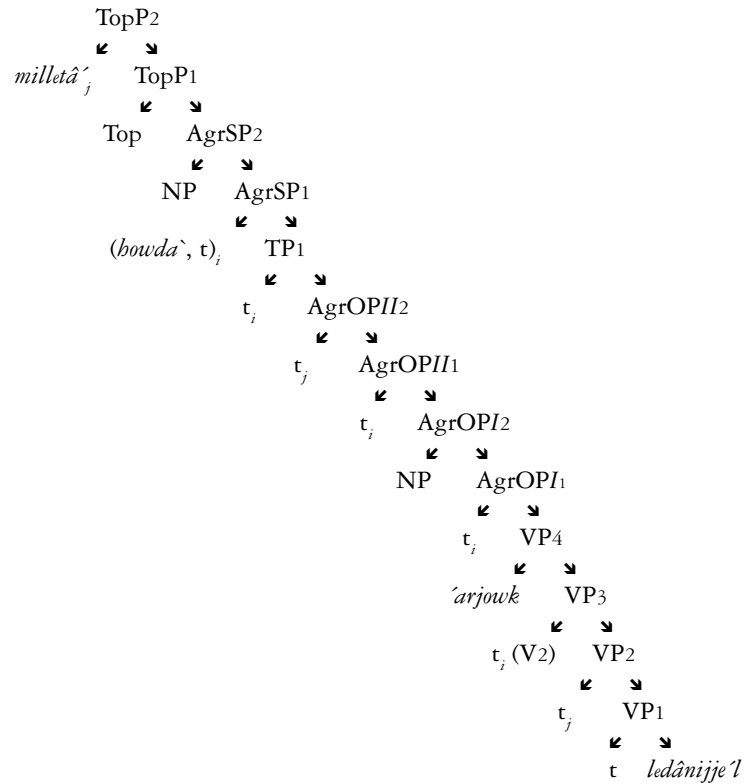 TopP2
milletâ´j TopP1
Top AgrSP2
NP AgrSP1
(howda`, t)i TP1
ti AgrOPII2
tj AgrOPII1
ti AgrOPI2
NP AgrOPI1
ti VP4
´arjowk VP3
ti (V2) VP2
tj VP1
t ledânijje´l